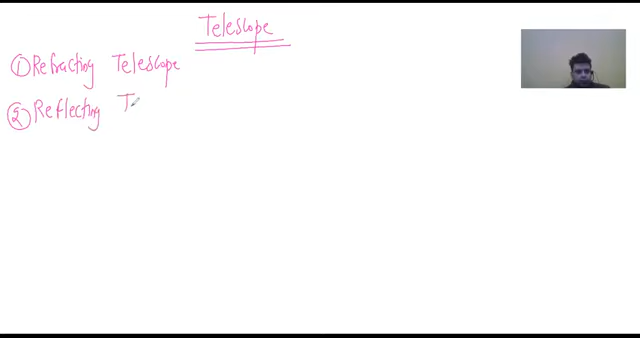 Telescope
① Refracting Telescope
② Reflecting T